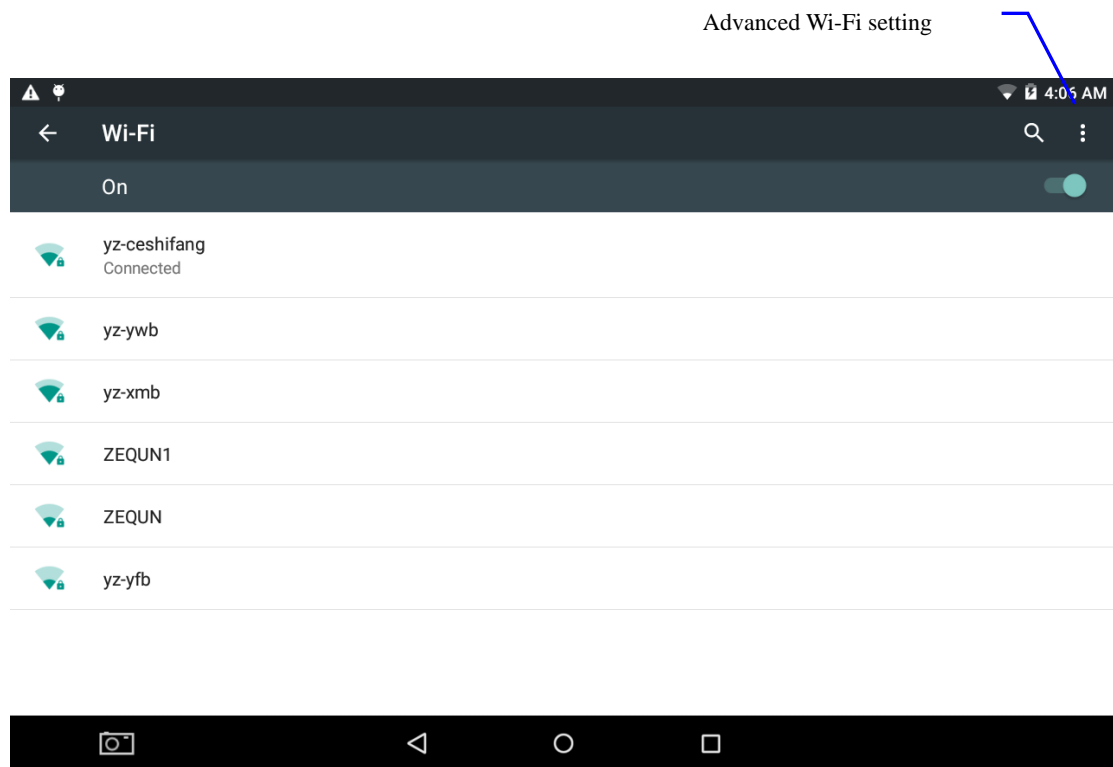 Advanced Wi-Fi setting
4:06 AM
Wi-Fi
On
yz-ceshifang
Connected
yz-ywb
yz-xmb
ZEQUN1
ZEQUN
yz-yfb